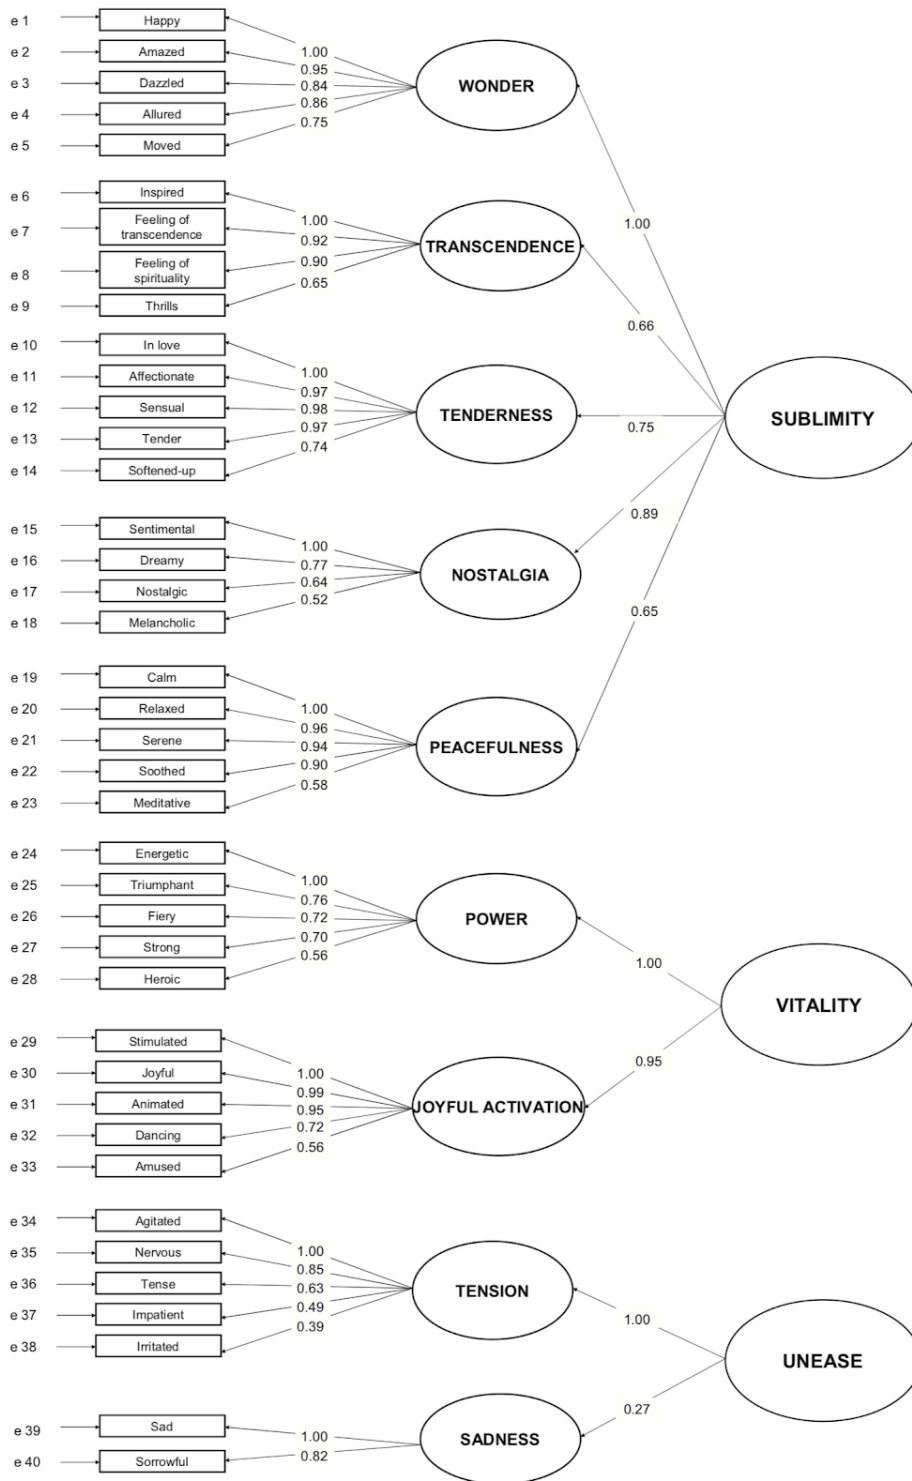 e 1
Happy
e 2
Amazed
e 3
Dazzled
e 4
Allured
e 5
Moved
1.00
0.95
0.84
0.86
0.75
WONDER
e 6
Inspired
e 7
Feeling of
transcendence
e 8
Feeling of
spirituality
e 9
Thrills
1.00
0.92
0.90
0.65
TRANSCENDENCE
e 10
In love
e 11
Affectionate
e 12
Sensual
e 13
Tender
e 14
Softened-up
1.00
0.97
0.98
0.97
0.74
TENDERNESS
e 15
Sentimental
e 16
Dreamy
e 17
Nostalgic
e 18
Melancholic
1.00
0.77
0.64
0.52
NOSTALGIA
e 19
Calm
e 20
Relaxed
e 21
Serene
e 22
Soothed
e 23
Meditative
1.00
0.96
0.94
0.90
0.58
PEACEFULNESS
1.00
0.66
0.75
0.89
0.65
SUBLIMITY
e 24
Energetic
e 25
Triumphant
e 26
Fiery
e 27
Strong
e 28
Heroic
1.00
0.76
0.72
0.70
0.56
POWER
e 29
Stimulated
e 30
Joyful
e 31
Animated
e 32
Dancing
e 33
Amused
1.00
0.99
0.95
0.72
0.56
JOYFUL ACTIVATION
1.00
0.95
VITALITY
e 34
Agitated
e 35
Nervous
e 36
Tense
e 37
Impatient
e 38
Irritated
1.00
0.85
0.63
0.49
0.39
TENSION
e 39
Sad
e 40
Sorrowful
1.00
0.82
SADNESS
1.00
0.27
UNEASE